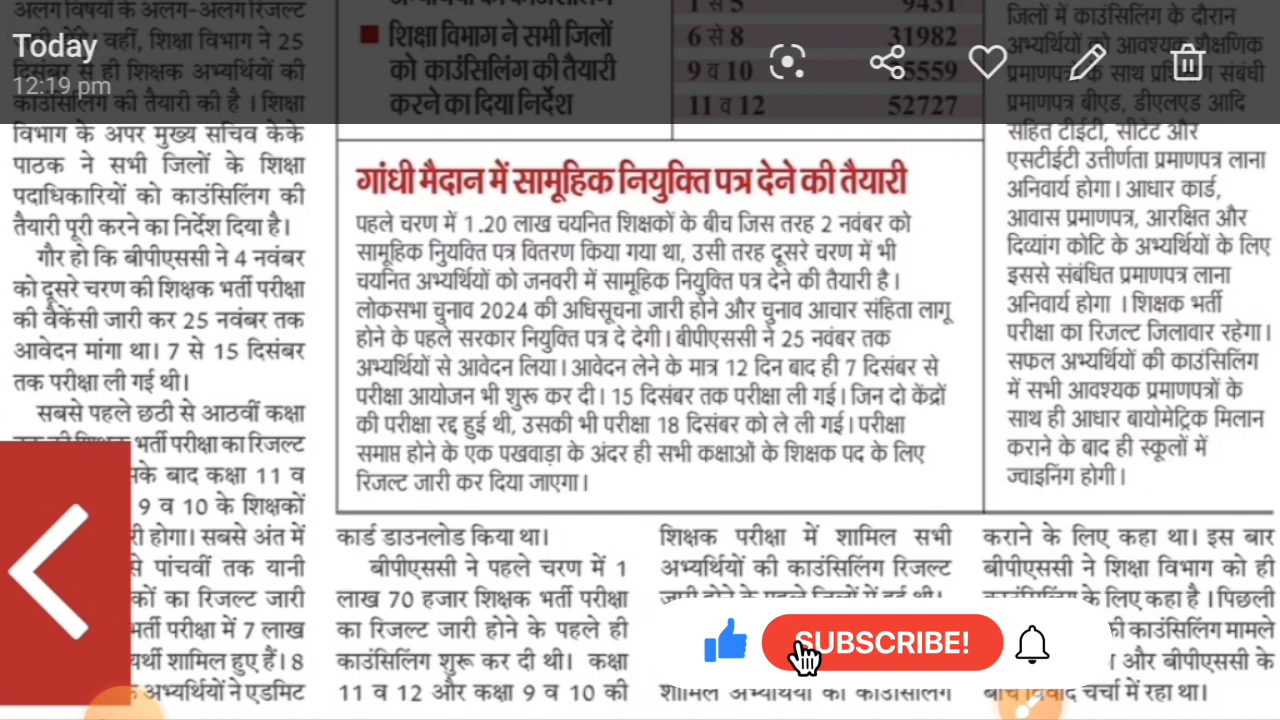 Today
12:19 pm
अलग विषयों के अलग-अलग रिजल्ट
वहीं, शिक्षा विभाग ने 25
से ही शिक्षक अभ्यर्थियों की
काउंसिलिंग की तैयारी की है । शिक्षा
विभाग के अपर मुख्य सचिव केके
पाठक ने सभी जिलों के शिक्षा
पदाधिकारियों को काउंसिलिंग की
तैयारी पूरी करने का निर्देश दिया है।
गौर हो कि बीपीएससी ने 4 नवंबर
को दूसरे चरण की शिक्षक भर्ती परीक्षा
की वैकेंसी जारी कर 25 नवंबर तक
आवेदन मांगा था। 7 से 15 दिसंबर
तक परीक्षा ली गई थी।
सबसे पहले छठी से आठवीं कक्षा
भर्ती परीक्षा का रिजल्ट
के बाद कक्षा 11 व
9 व 10 के शिक्षकों
होगा। सबसे अंत में
से पांचवीं तक यानी
का रिजल्ट जारी
भर्ती परीक्षा में 7 लाख
शामिल हुए हैं। 8
अभ्यर्थियों ने एडमिट
शिक्षा विभाग ने सभी जिलों
को काउंसिलिंग की तैयारी
करने का दिया निर्देश
1 से 5 9431
6 से 8 31982
9 व 10 5559
11 व 12 52727
गांधी मैदान में सामूहिक नियुक्ति पत्र देने की तैयारी
पहले चरण में 1.20 लाख चयनित शिक्षकों के बीच जिस तरह 2 नवंबर को
सामूहिक निुयक्ति पत्र वितरण किया गया था, उसी तरह दूसरे चरण में भी
चयनित अभ्यर्थियों को जनवरी में सामूहिक नियुक्ति पत्र देने की तैयारी है।
लोकसभा चुनाव 2024 की अधिसूचना जारी होने और चुनाव आचार संहिता लागू
होने के पहले सरकार नियुक्ति पत्र दे देगी। बीपीएससी ने 25 नवंबर तक
अभ्यर्थियों से आवेदन लिया। आवेदन लेने के मात्र 12 दिन बाद ही 7 दिसंबर से
परीक्षा आयोजन भी शुरू कर दी। 15 दिसंबर तक परीक्षा ली गई। जिन दो केंद्रों
की परीक्षा रद्द हुई थी, उसकी भी परीक्षा 18 दिसंबर को ले ली गई। परीक्षा
समाप्त होने के एक पखवाड़ा के अंदर ही सभी कक्षाओं के शिक्षक पद के लिए
रिजल्ट जारी कर दिया जाएगा।
जिलों में काउंसिलिंग के दौरान
अभ्यर्थियों को आवश्यक शैक्षणिक
प्रमाणपत्र के साथ संबंधी
प्रमाणपत्र बीएड, डीएलएड आदि
सहित टीईटी, सीटेट और
एसटीईटी उत्तीर्णता प्रमाणपत्र लाना
अनिवार्य होगा। आधार कार्ड,
आवास प्रमाणपत्र, आरक्षित और
दिव्यांग कोटि के अभ्यर्थियों के लिए
इससे संबंधित प्रमाणपत्र लाना
अनिवार्य होगा । शिक्षक भर्ती
परीक्षा का रिजल्ट जिलावार रहेगा।
सफल अभ्यर्थियों की काउंसिलिंग
में सभी आवश्यक प्रमाणपत्रों के
साथ ही आधार बायोमेट्रिक मिलान
कराने के बाद ही स्कूलों में
ज्वाइनिंग होगी।
कार्ड डाउनलोड किया था।
बीपीएससी ने पहले चरण में 1
लाख 70 हजार शिक्षक भर्ती परीक्षा
का रिजल्ट जारी होने के पहले ही
काउंसिलिंग शुरू कर दी थी। कक्षा
11 व 12 और कक्षा 9 व 10 की
शिक्षक परीक्षा में शामिल सभी
अभ्यर्थियों की काउंसिलिंग रिजल्ट
जारी होने के पहले जिलों में हुई थी।
शामिल अभ्यर्थियों की काउंसिलिंग
कराने के लिए कहा था। इस बार
बीपीएससी ने शिक्षा विभाग को ही
काउंसिलिंग के लिए कहा है । पिछली
की काउंसिलिंग मामले
और बीपीएससी के
बीच विवाद चर्चा में रहा था।
SUBSCRIBE!